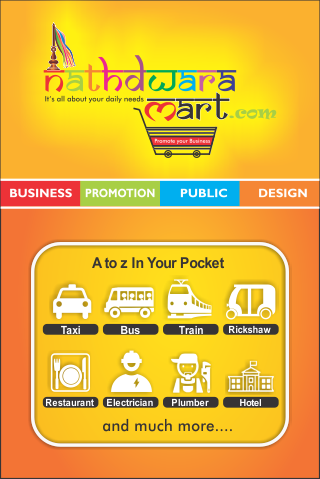 nathdwara
It's all about your daily needs
mart.com
Promote your Business
BUSINESS PROMOTION PUBLIC DESIGN
A to z In Your Pocket
Taxi Bus Train Rickshaw
Restaurant Electrician Plumber Hotel
and much more....